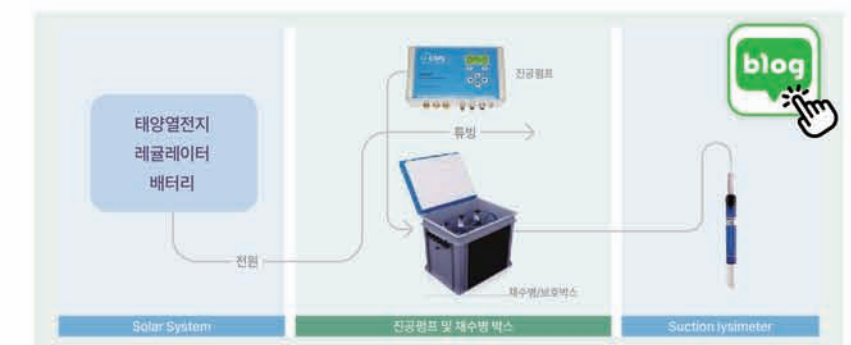 blog
진공펌프
태양열전지
레귤레이터
배터리
튜빙
전원
채수병/보호박스
Solar System
진공펌프 및 채수병 박스
Suction lysimeter